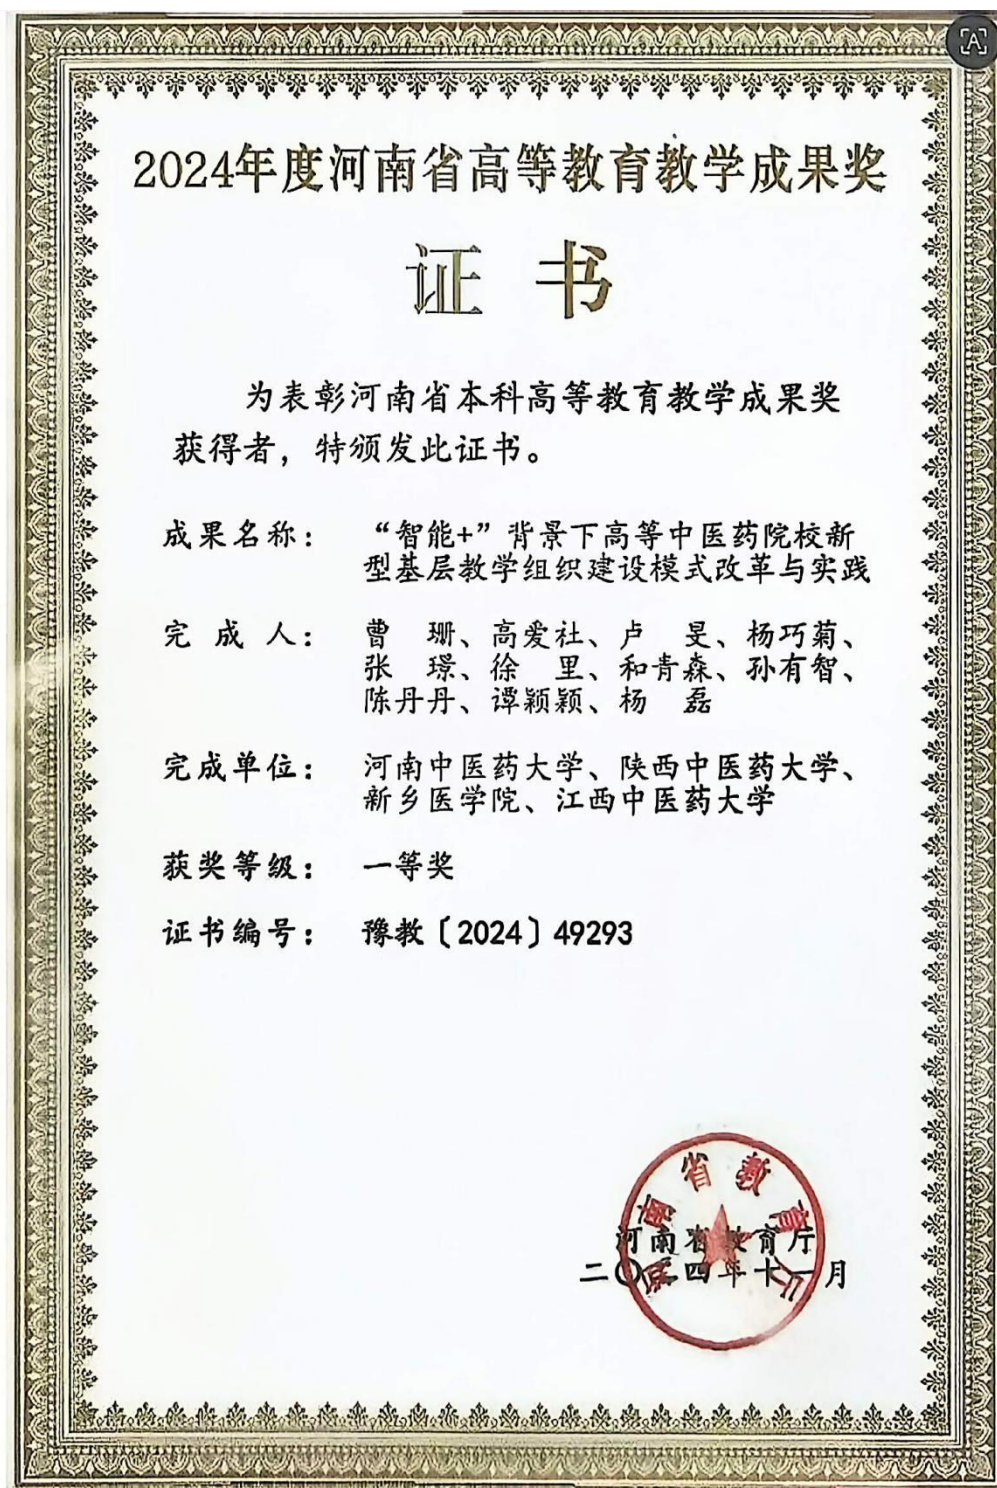 2024年度河南省高等教育教学成果奖
证 书
为表彰河南省本科高等教育教学成果奖
获得者，特颁发此证书。
成果名称： “智能+”背景下高等中医药院校新
型基层教学组织建设模式改革与实践
完 成 人： 曹 珊、高爱社、卢 旻、杨巧菊、
张 璟、徐 里、和青森、孙有智、
陈丹丹、谭颖颖、杨 磊
完成单位： 河南中医药大学、陕西中医药大学、
新乡医学院、江西中医药大学
获奖等级： 一等奖
证书编号： 豫教〔2024〕49293
河南省教育厅
河南省教育厅
二〇二四年十一月